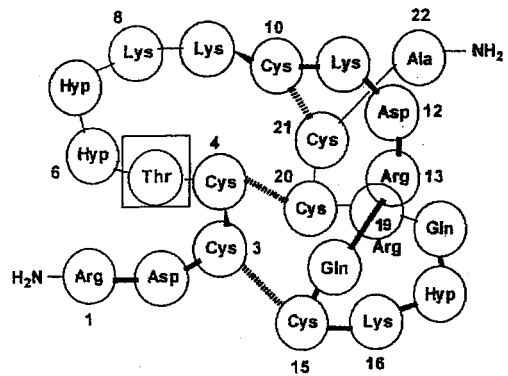 8 10 22
Lys Lys Cys Lys Ala NH₂
Hyp Asp 12
21 Cys
Hyp 6 Thr 4 Cys 20 Cys Arg 13
19 Arg Gln
Cys 3 Gln
H₂N Arg Asp Hyp
1 Cys Lys
15 16